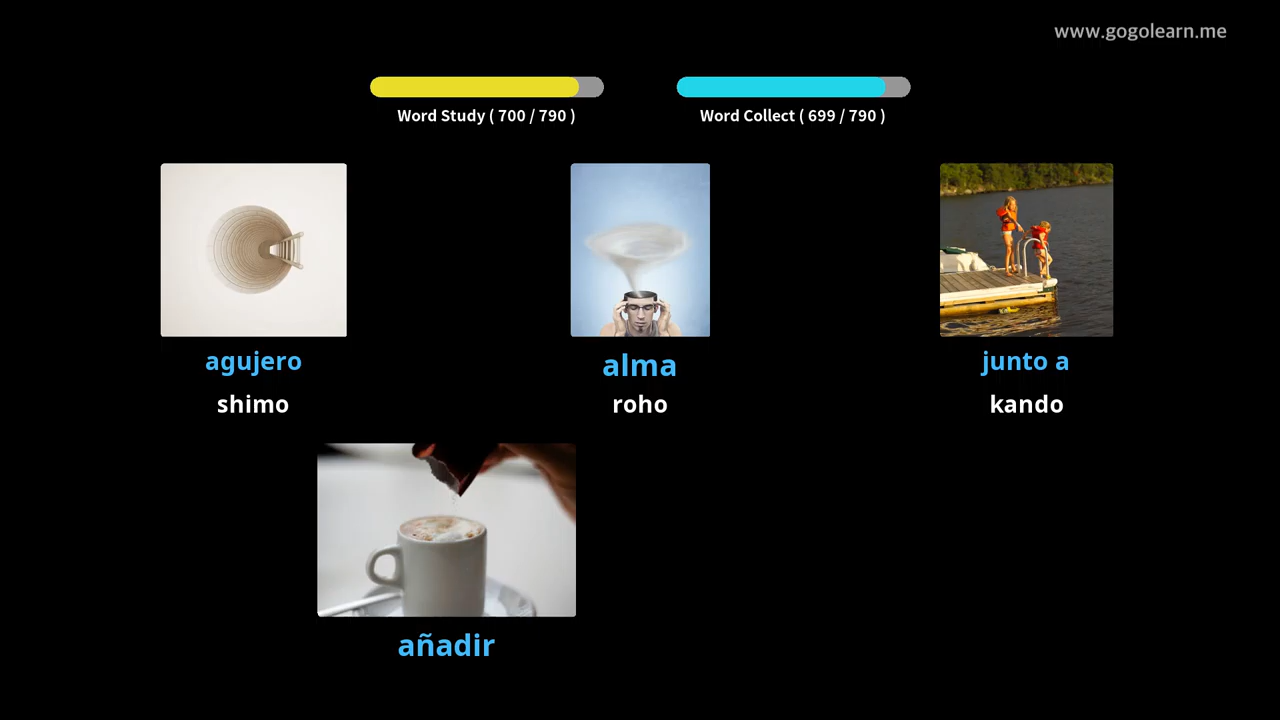 www.gogolearn.me
Word Study ( 700 / 790 )
Word Collect ( 699 / 790 )
agujero
alma
junto a
shimo
roho
kando
añadir